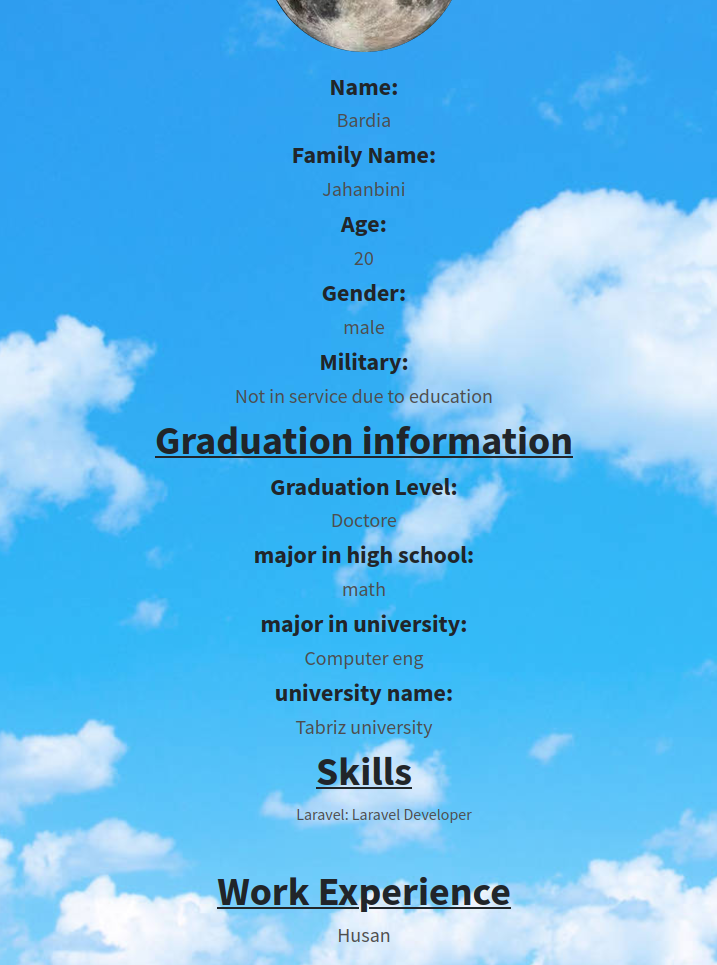 Name:
Bardia
Family Name:
Jahanbini
Age:
20
Gender:
male
Military:
Not in service due to education
Graduation information
Graduation Level:
Doctore
major in high school:
math
major in university:
Computer eng
university name:
Tabriz university
Skills
Laravel: Laravel Developer
Work Experience
Husan